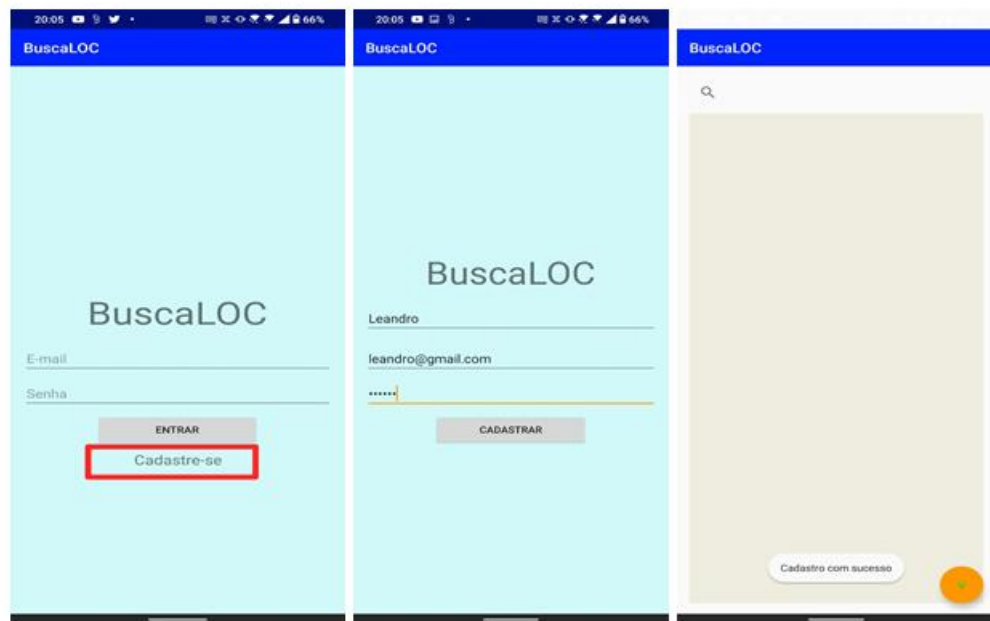 20:05
66%
BuscaLOC
BuscaLOC
E-mail
Senha
ENTRAR
Cadastre-se
20:05
66%
BuscaLOC
BuscaLOC
Leandro
leandro@gmail.com
••••••
CADASTRAR
BuscaLOC
Cadastro com sucesso